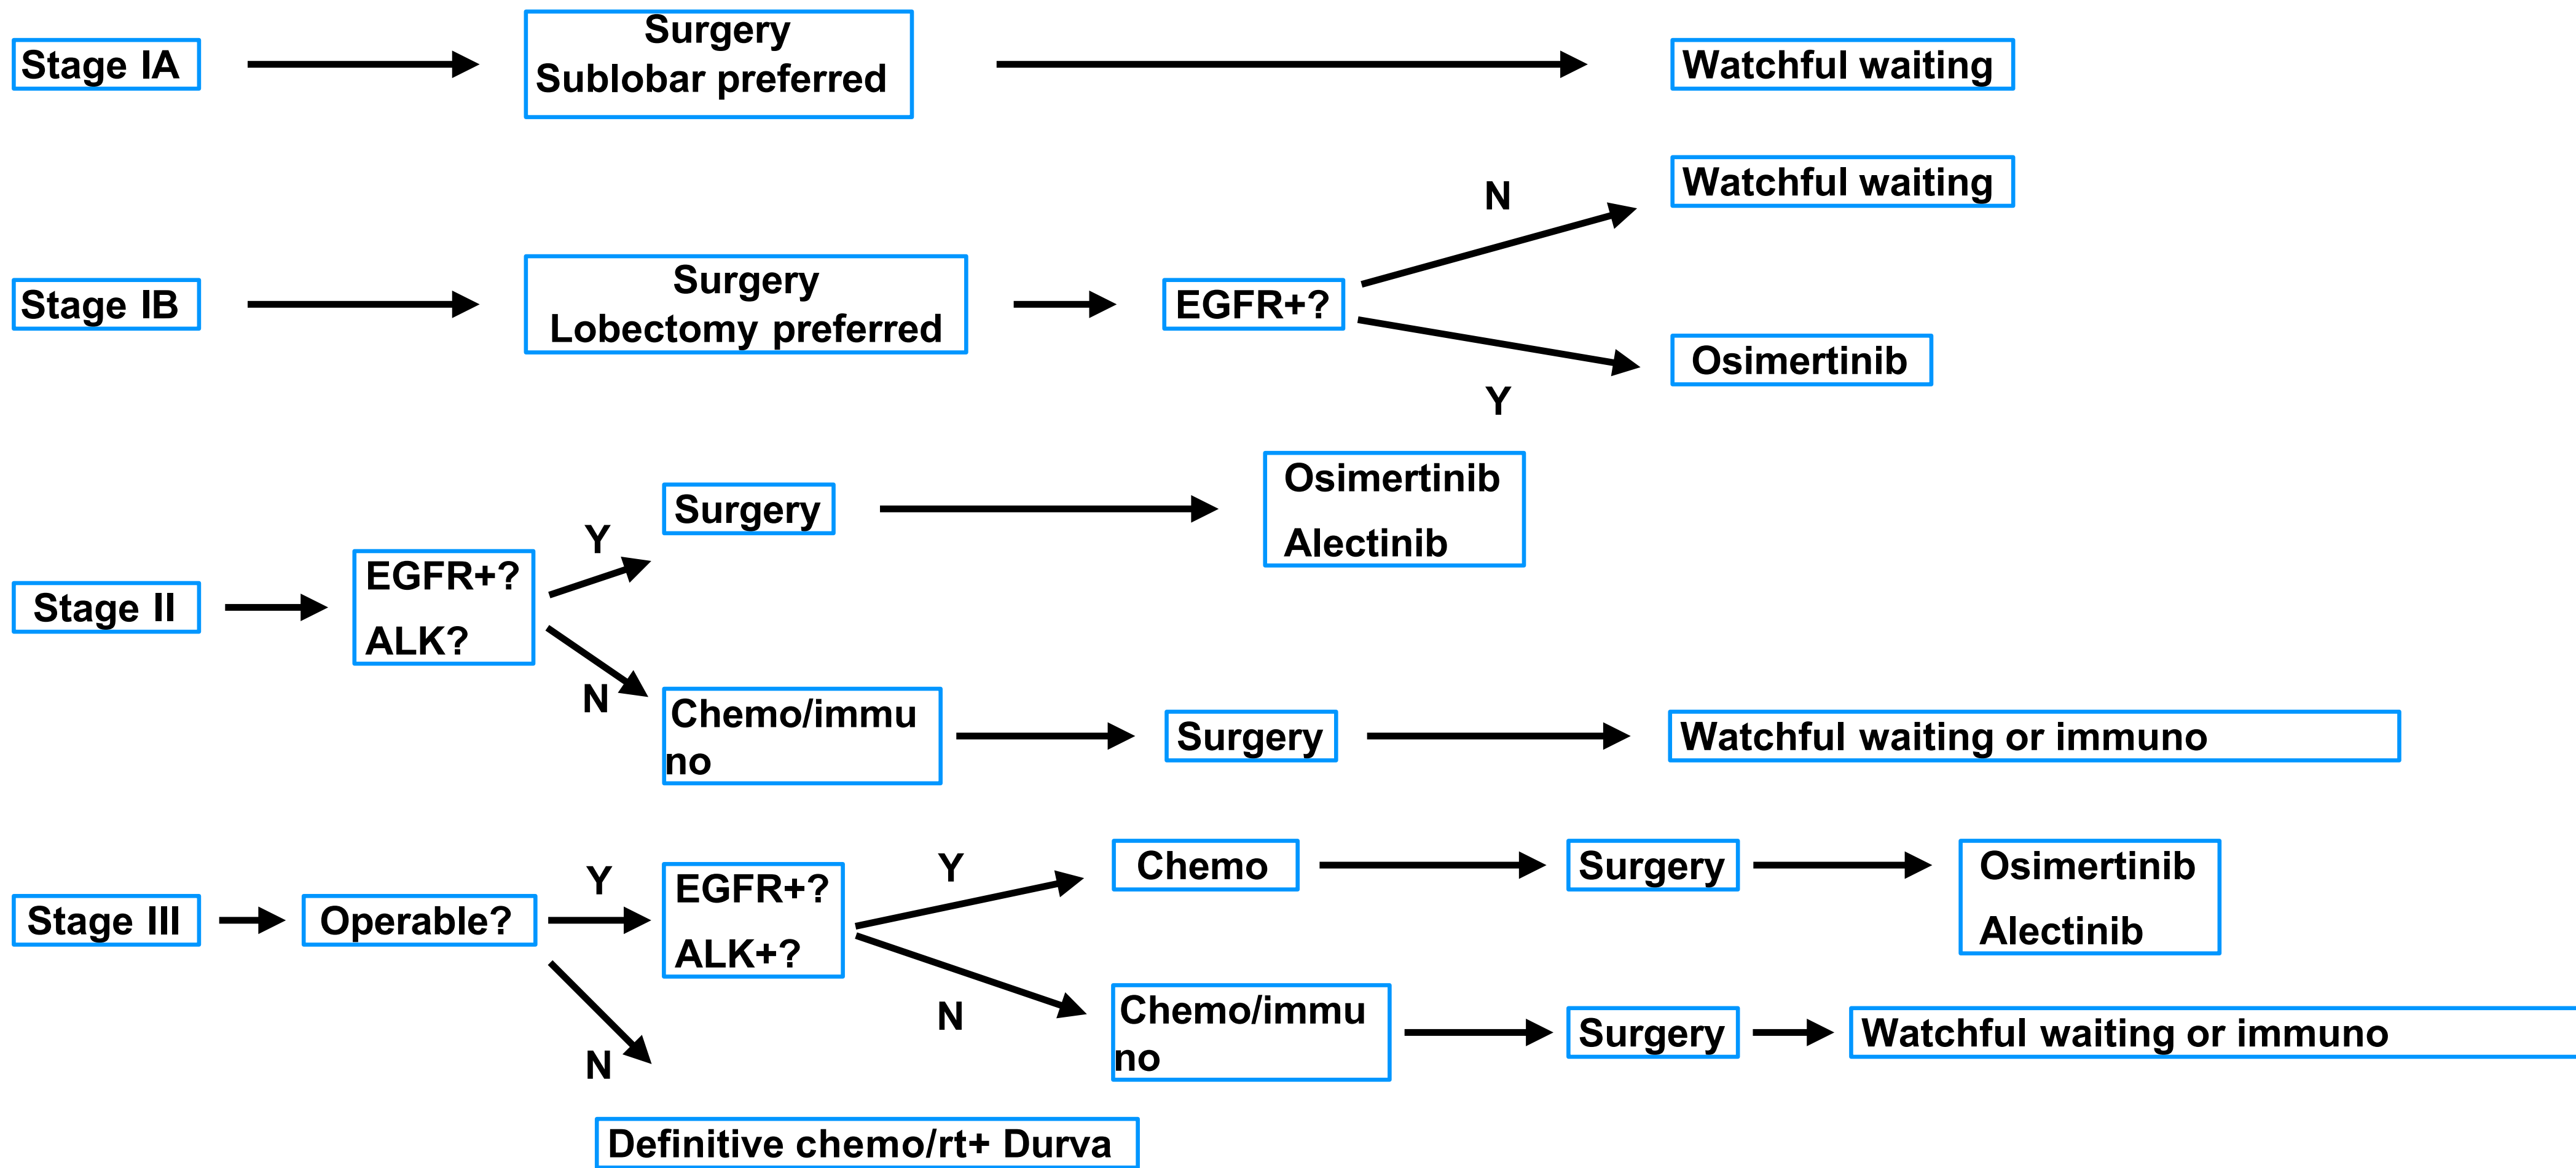 Stage IA
Surgery
Sublobar preferred
Watchful waiting
Stage IB
Surgery
Lobectomy preferred
EGFR+?
N
Watchful waiting
Y
Osimertinib
Stage II
EGFR+?
ALK?
Y
Surgery
Osimertinib
Alectinib
N
Chemo/immu
no
Surgery
Watchful waiting or immuno
Stage III
Operable?
Y
EGFR+?
ALK+?
Y
Chemo
Surgery
Osimertinib
Alectinib
N
Chemo/immu
no
Surgery
Watchful waiting or immuno
N
Definitive chemo/rt+ Durva